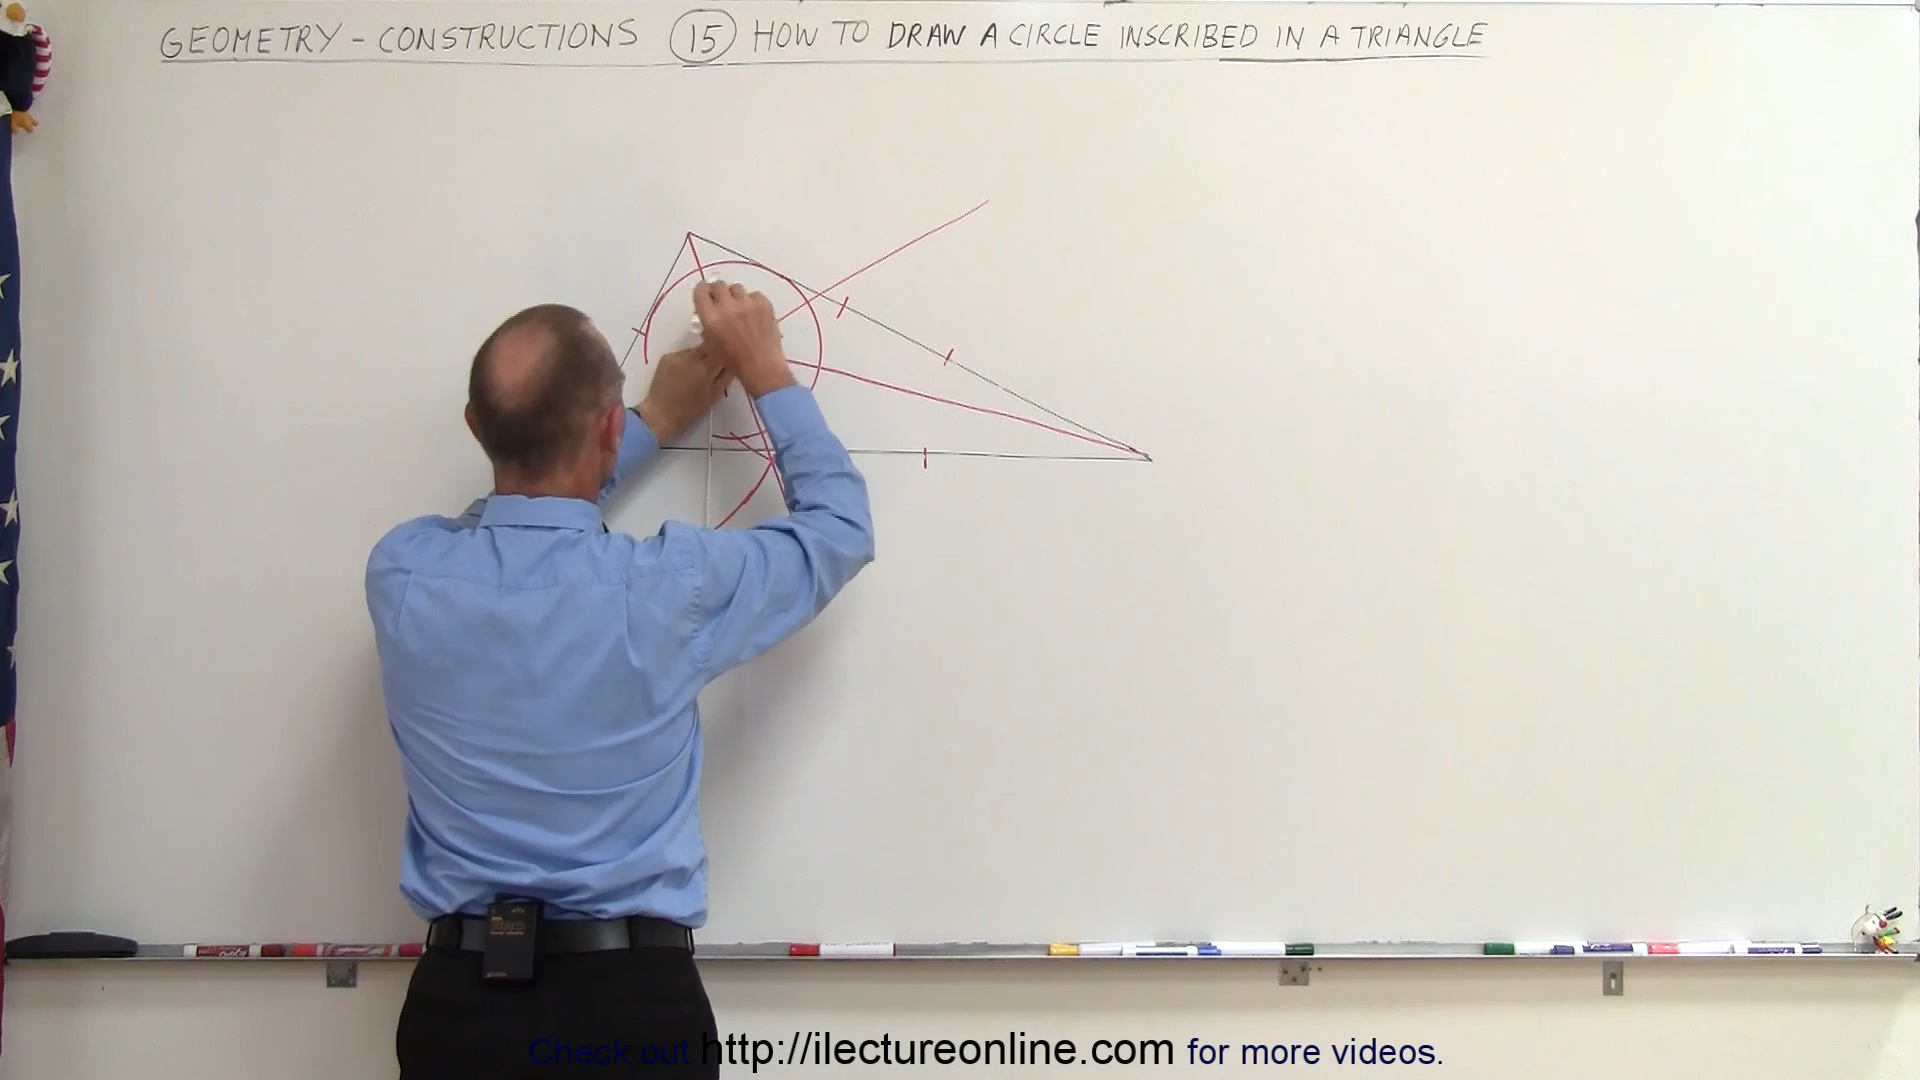 GEOMETRY - CONSTRUCTIONS 15 HOW TO DRAW A CIRCLE INSCRIBED IN A TRIANGLE
Check out http://ilectureonline.com for more videos.